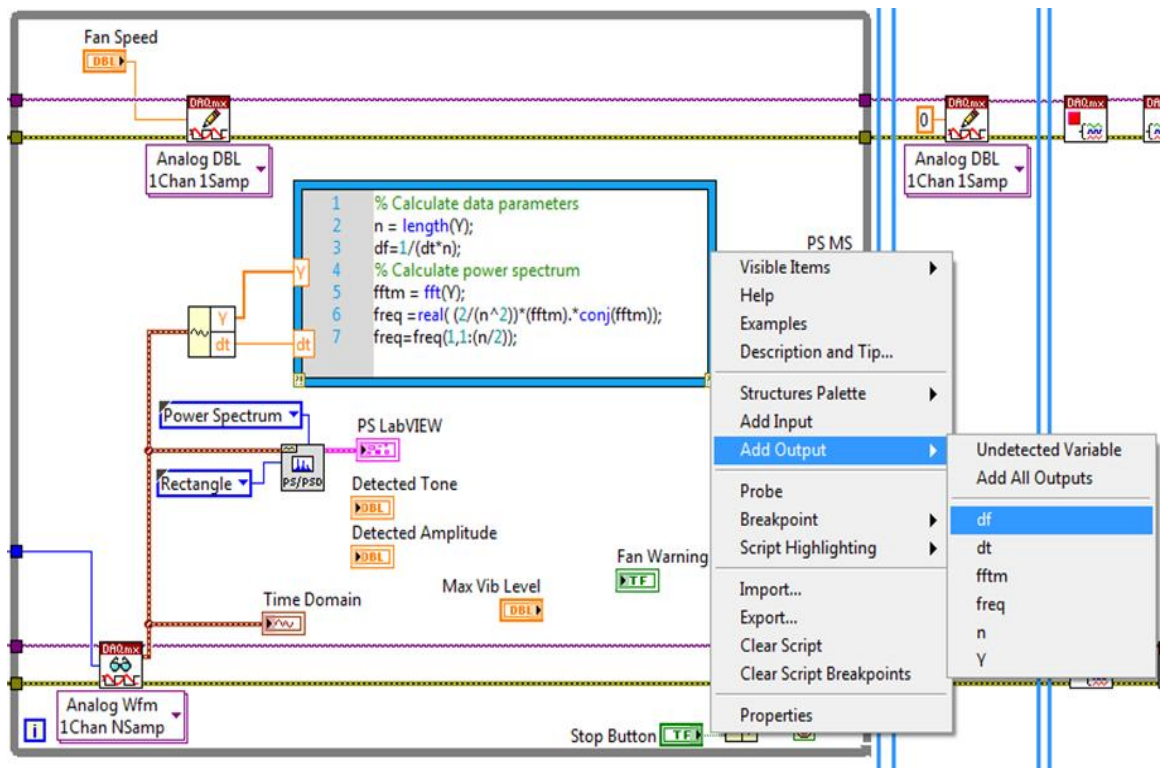 Fan Speed
DBL
DAQmx
Analog DBL
1Chan 1Samp
0
DAQmx
Analog DBL
1Chan 1Samp
DAQmx
DA
1 % Calculate data parameters
2 n = length(Y);
3 df=1/(dt*n);
4 % Calculate power spectrum
5 fftm = fft(Y);
6 freq =real( (2/(n^2))*(fftm).*conj(fftm));
7 freq=freq(1,1:(n/2));
Y
dt
Y
dt
PS MS
Power Spectrum
Rectangle
PS/PSD
PS LabVIEW
Detected Tone
DBL
Detected Amplitude
DBL
Fan Warning
TF
Max Vib Level
DBL
Time Domain
DAQmx
Analog Wfm
1Chan NSamp
i
Stop Button
TF
Visible Items
Help
Examples
Description and Tip...
Structures Palette
Add Input
Add Output
Probe
Breakpoint
Script Highlighting
Import...
Export...
Clear Script
Clear Script Breakpoints
Properties
Undetected Variable
Add All Outputs
df
dt
fftm
freq
n
Y